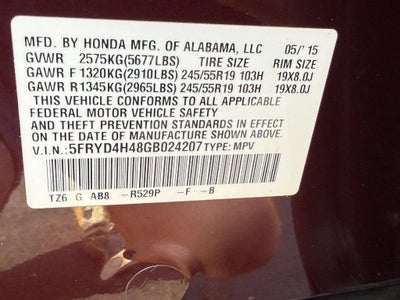 MFD. BY HONDA MFG. OF ALABAMA, LLC 05/'15
GVWR 2575KG(5677LBS) TIRE SIZE RIM SIZE
GAWR F 1320KG(2910LBS) 245/55R19 103H 19X8.0J
GAWR R1345KG(2965LBS) 245/55R19 103H 19X8.0J
THIS VEHICLE CONFORMS TO ALL APPLICABLE
FEDERAL MOTOR VEHICLE SAFETY
AND THEFT PREVENTION STANDARDS IN EFFECT ON
THE DATE OF MANUFACTURE SHOWN ABOVE.
V.I.N.:5FRYD4H48GB024207 TYPE: MPV
TZ6 G AB8 -R529P -F -B